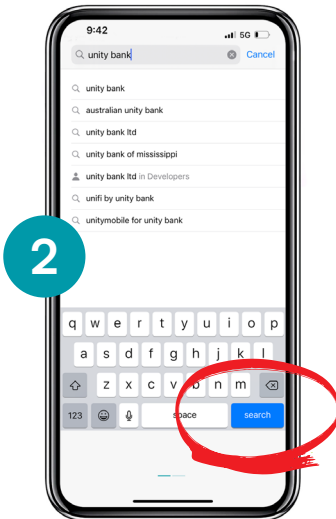 9:42 5G
unity bank Cancel
unity bank
australian unity bank
unity bank ltd
unity bank of mississippi
unity bank ltd in Developers
unifi by unity bank
unitymobile for unity bank
2
q w e r t y u i o p
a s d f g h j k l
z x c v b n m
123 space search